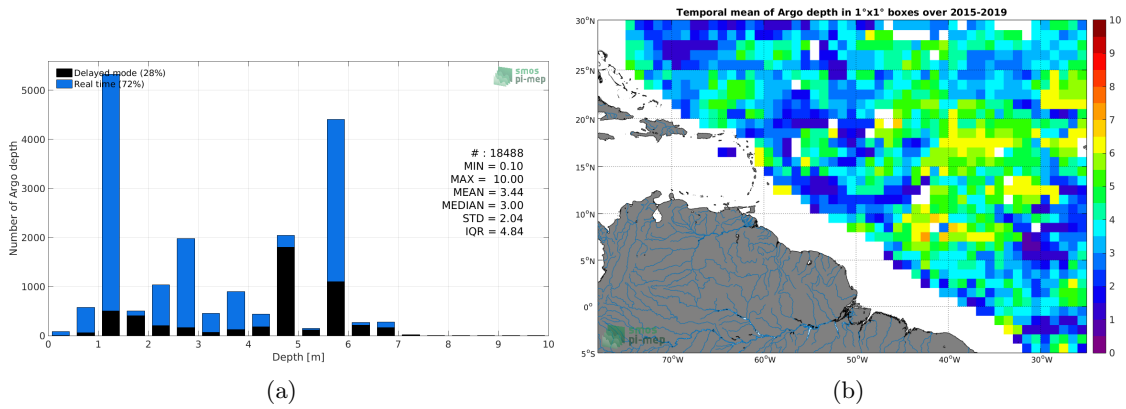 Delayed mode (28%)
Real time (72%)
smos
pi-mep
# : 18488
MIN = 0.10
MAX = 10.00
MEAN = 3.44
MEDIAN = 3.00
STD = 2.04
IQR = 4.84
Number of Argo depth
0
1000
2000
3000
4000
5000
0 1 2 3 4 5 6 7 8 9 10
Depth [m]
(a)
Temporal mean of Argo depth in 1°x1° boxes over 2015-2019
30°N
25°N
20°N
15°N
10°N
5°N
0°
5°S
70°W 60°W 50°W 40°W 30°W
smos
pi-mep
10
9
8
7
6
5
4
3
2
1
0
(b)